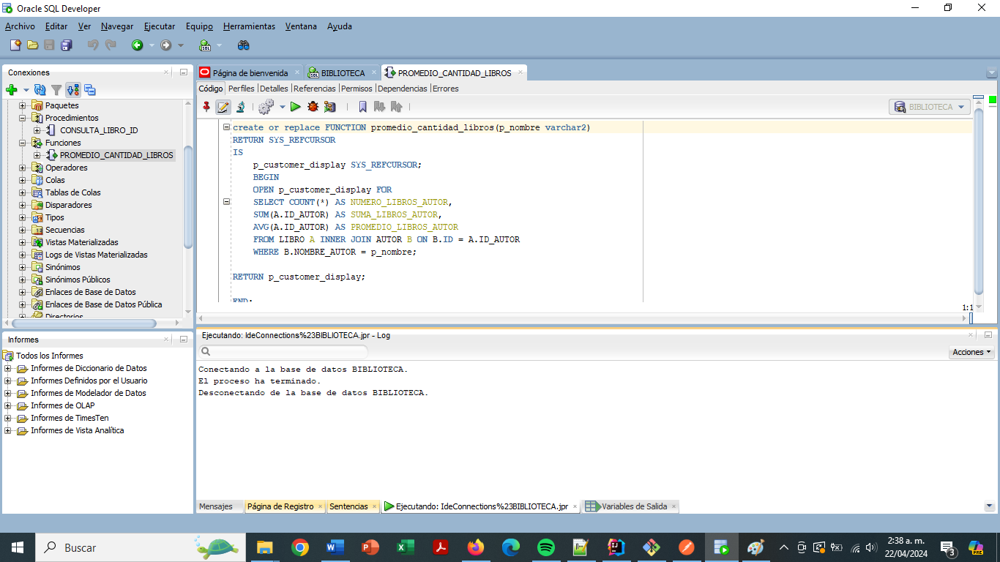 Oracle SQL Developer
Archivo Editar Ver Navegar Ejecutar Equipo Herramientas Ventana Ayuda
Conexiones
Paquetes
Procedimientos
CONSULTA_LIBRO_ID
Funciones
PROMEDIO_CANTIDAD_LIBROS
Operadores
Colas
Tablas de Colas
Disparadores
Tipos
Secuencias
Vistas Materializadas
Logs de Vistas Materializadas
Sinónimos
Sinónimos Públicos
Enlaces de Base de Datos
Enlaces de Base de Datos Pública
Directorios
Informes
Todos los Informes
Informes de Diccionario de Datos
Informes Definidos por el Usuario
Informes de Modelador de Datos
Informes de OLAP
Informes de TimesTen
Informes de Vista Analítica
Página de bienvenida BIBLIOTECA PROMEDIO_CANTIDAD_LIBROS
Código Perfiles Detalles Referencias Permisos Dependencias Errores
BIBLIOTECA
create or replace FUNCTION promedio_cantidad_libros(p_nombre varchar2)
RETURN SYS_REFCURSOR
IS
p_customer_display SYS_REFCURSOR;
BEGIN
OPEN p_customer_display FOR
SELECT COUNT(*) AS NUMERO_LIBROS_AUTOR,
SUM(A.ID_AUTOR) AS SUMA_LIBROS_AUTOR,
AVG(A.ID_AUTOR) AS PROMEDIO_LIBROS_AUTOR
FROM LIBRO A INNER JOIN AUTOR B ON B.ID = A.ID_AUTOR
WHERE B.NOMBRE_AUTOR = p_nombre;
RETURN p_customer_display;
END;
1:1
Ejecutando: IdeConnections%23BIBLIOTECA.jpr - Log
Acciones
Conectando a la base de datos BIBLIOTECA.
El proceso ha terminado.
Desconectando de la base de datos BIBLIOTECA.
Mensajes Página de Registro Sentencias Ejecutando: IdeConnections%23BIBLIOTECA.jpr Variables de Salida
Buscar
2:38 a. m.
22/04/2024
3
PRE